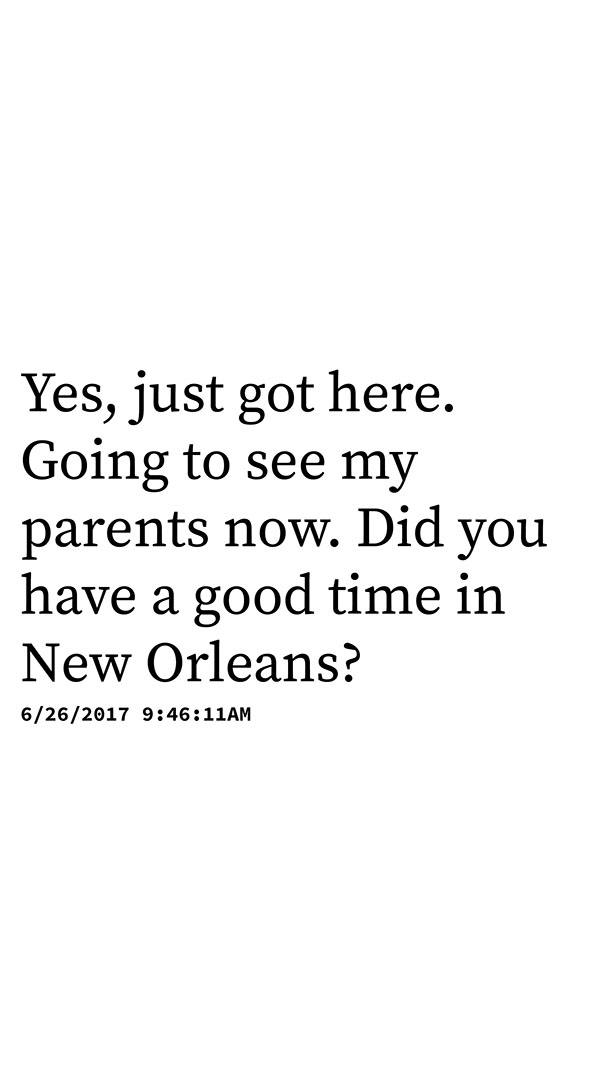 Yes, just got here.
Going to see my
parents now. Did you
have a good time in
New Orleans?
6/26/2017 9:46:11AM